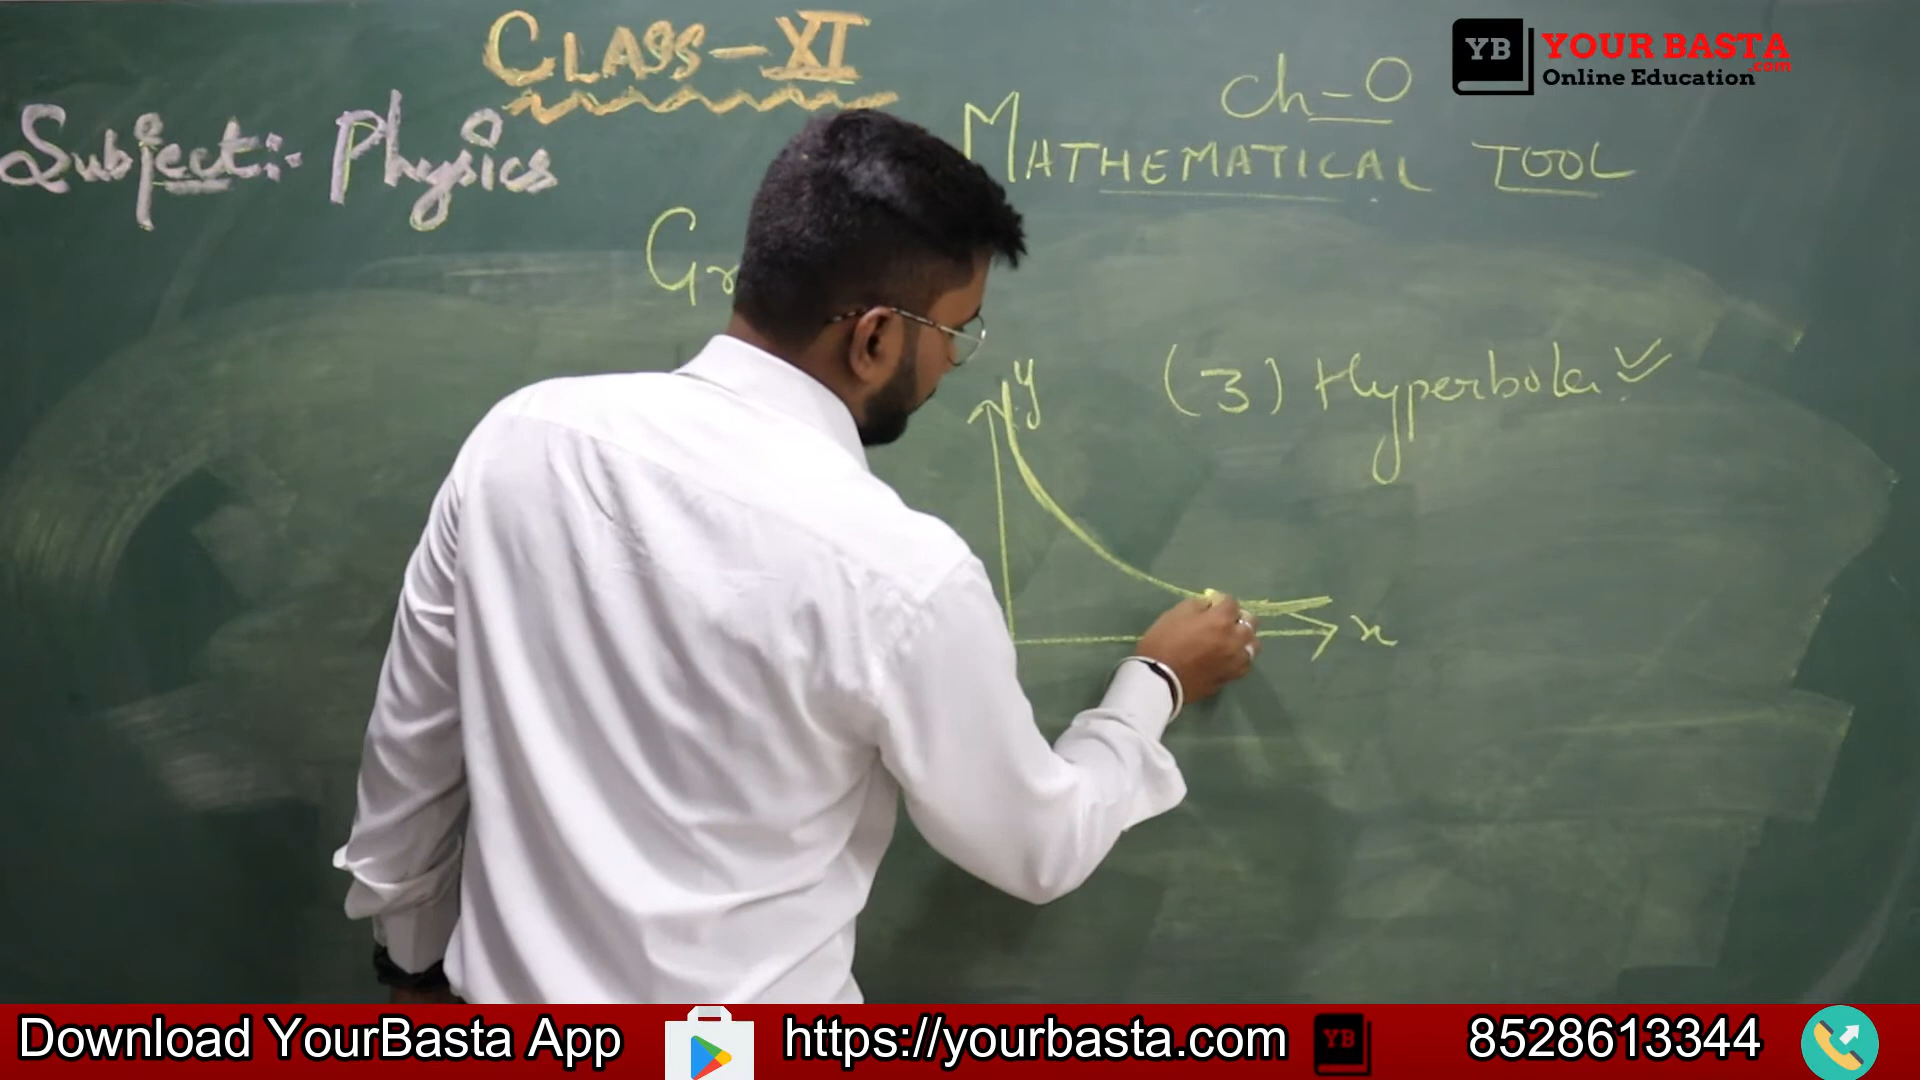 CLASS-XI
Subject:- Physics
Ch-0
MATHEMATICAL TOOL
YB
YOUR BASTA
.com
Online Education
(3) Hyperbola
y
x
Download YourBasta App
https://yourbasta.com
YB
8528613344